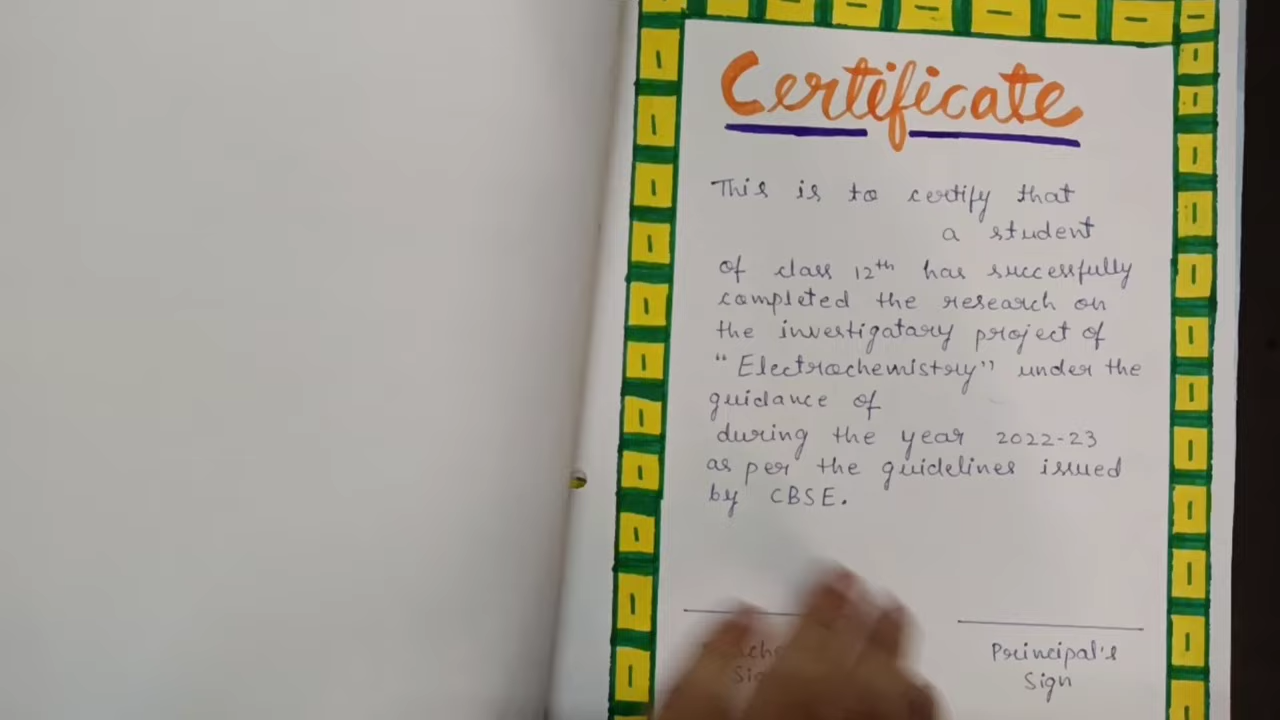 Certificate
This is to certify that
a student
of class 12th has successfully
completed the research on
the investigatary project of
"Electrochemistry" under the
guidance of
during the year 2022-23
as per the guidelines issued
by CBSE.
Principal's
Sign